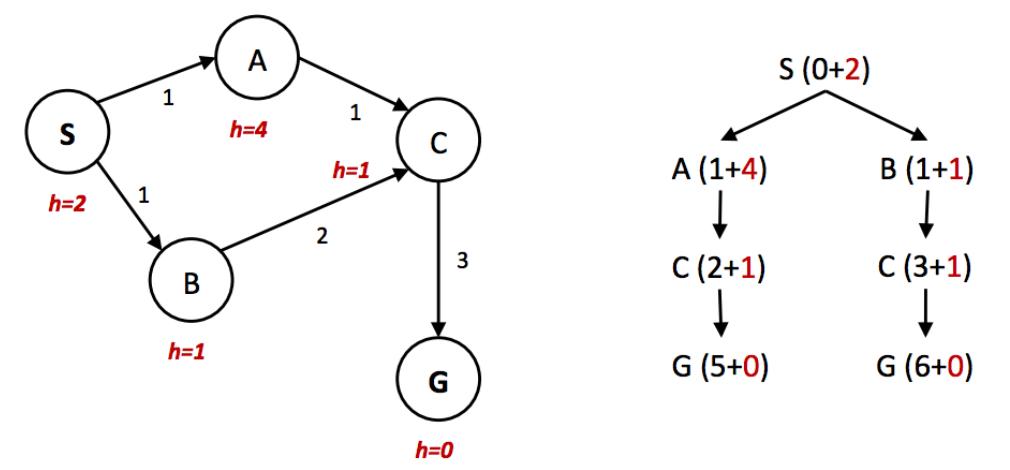 A
1
h=4
1
S
h=2
C
h=1
1
2
B
h=1
3
G
h=0
S (0+2)
A (1+4) B (1+1)
C (2+1) C (3+1)
G (5+0) G (6+0)